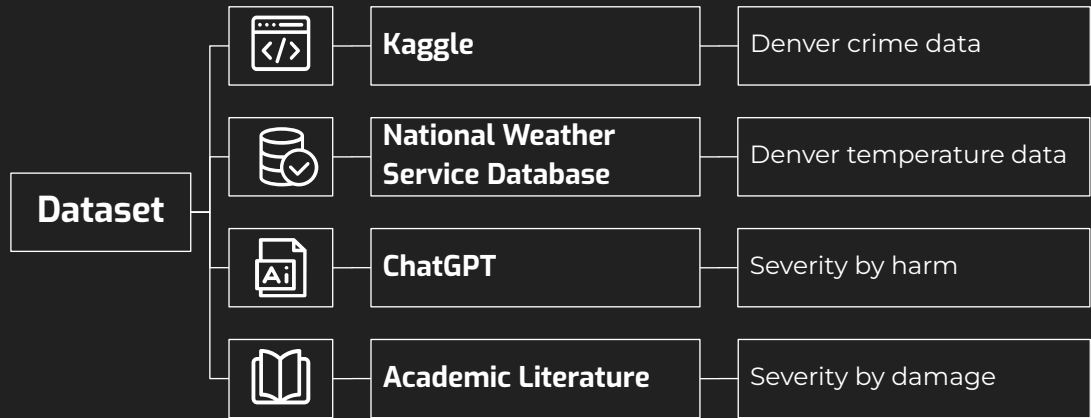 Dataset
</>
Kaggle
Denver crime data
National Weather
Service Database
Denver temperature data
Ai
ChatGPT
Severity by harm
Academic Literature
Severity by damage